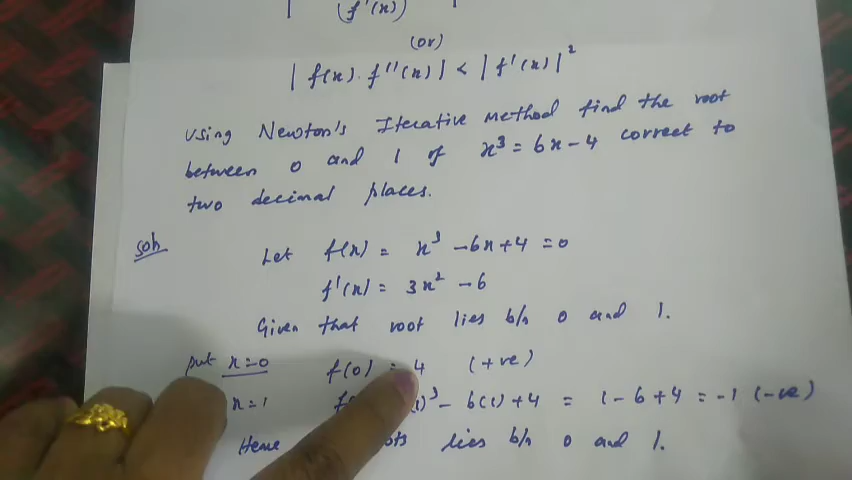 | (f'(x)) |
(or)
| f(x). f''(x) | < | f'(x) |²
Using Newton's Iterative method find the root
between 0 and 1 of x³ = 6x-4 correct to
two decimal places.
Soln Let f(x) = x³ -6x+4 =0
f'(x) = 3x² -6
Given that root lies b/n 0 and 1.
put x=0 f(0) = 4 (+ve)
x=1 )³ - 6(1) +4 = 1-6+4 = -1 (-ve)
Hence lies b/n 0 and 1.